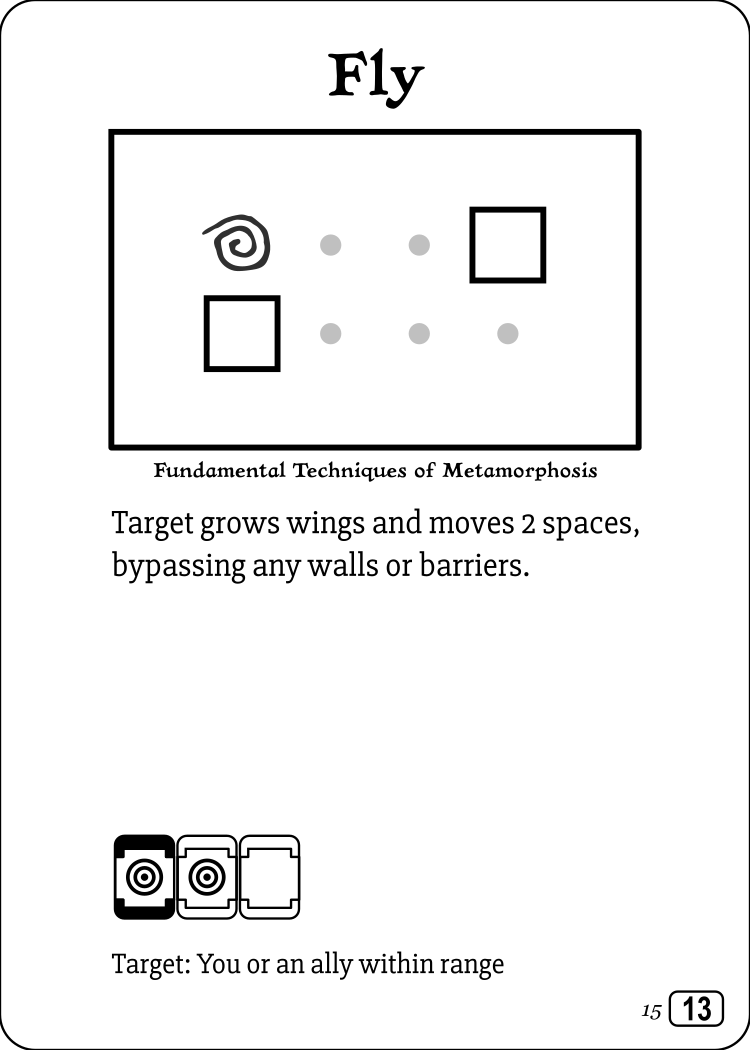 Fly
Fundamental Techniques of Metamorphosis
Target grows wings and moves 2 spaces,
bypassing any walls or barriers.
Target: You or an ally within range
15 13